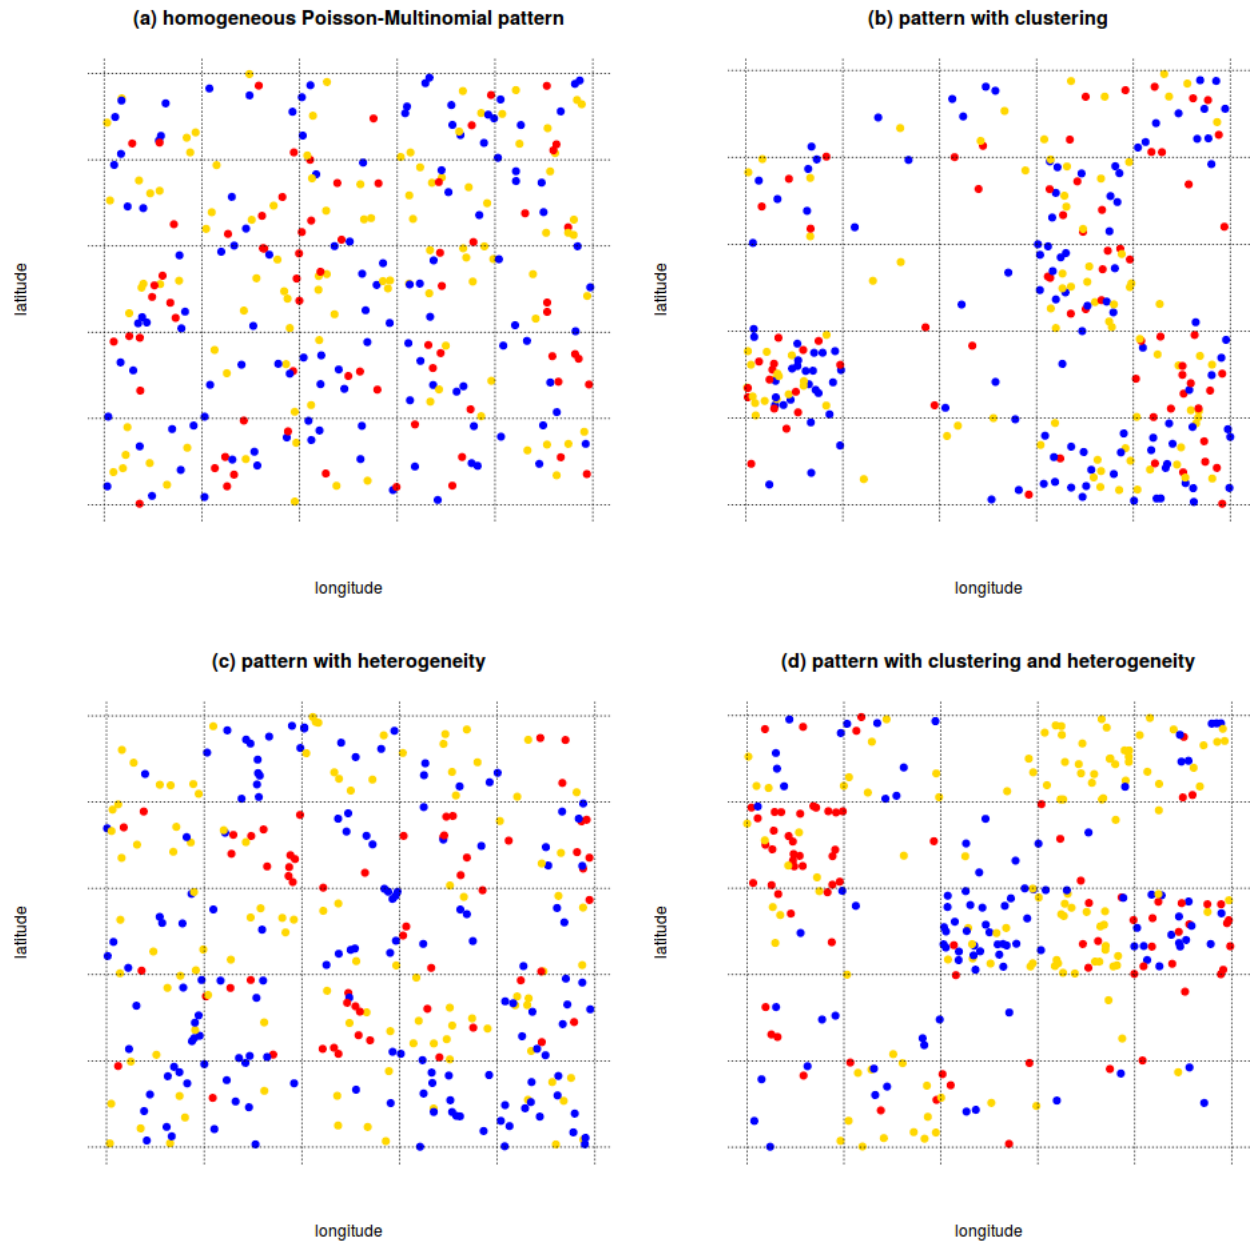 (a) homogeneous Poisson-Multinomial pattern
latitude
longitude
(b) pattern with clustering
latitude
longitude
(c) pattern with heterogeneity
latitude
longitude
(d) pattern with clustering and heterogeneity
latitude
longitude